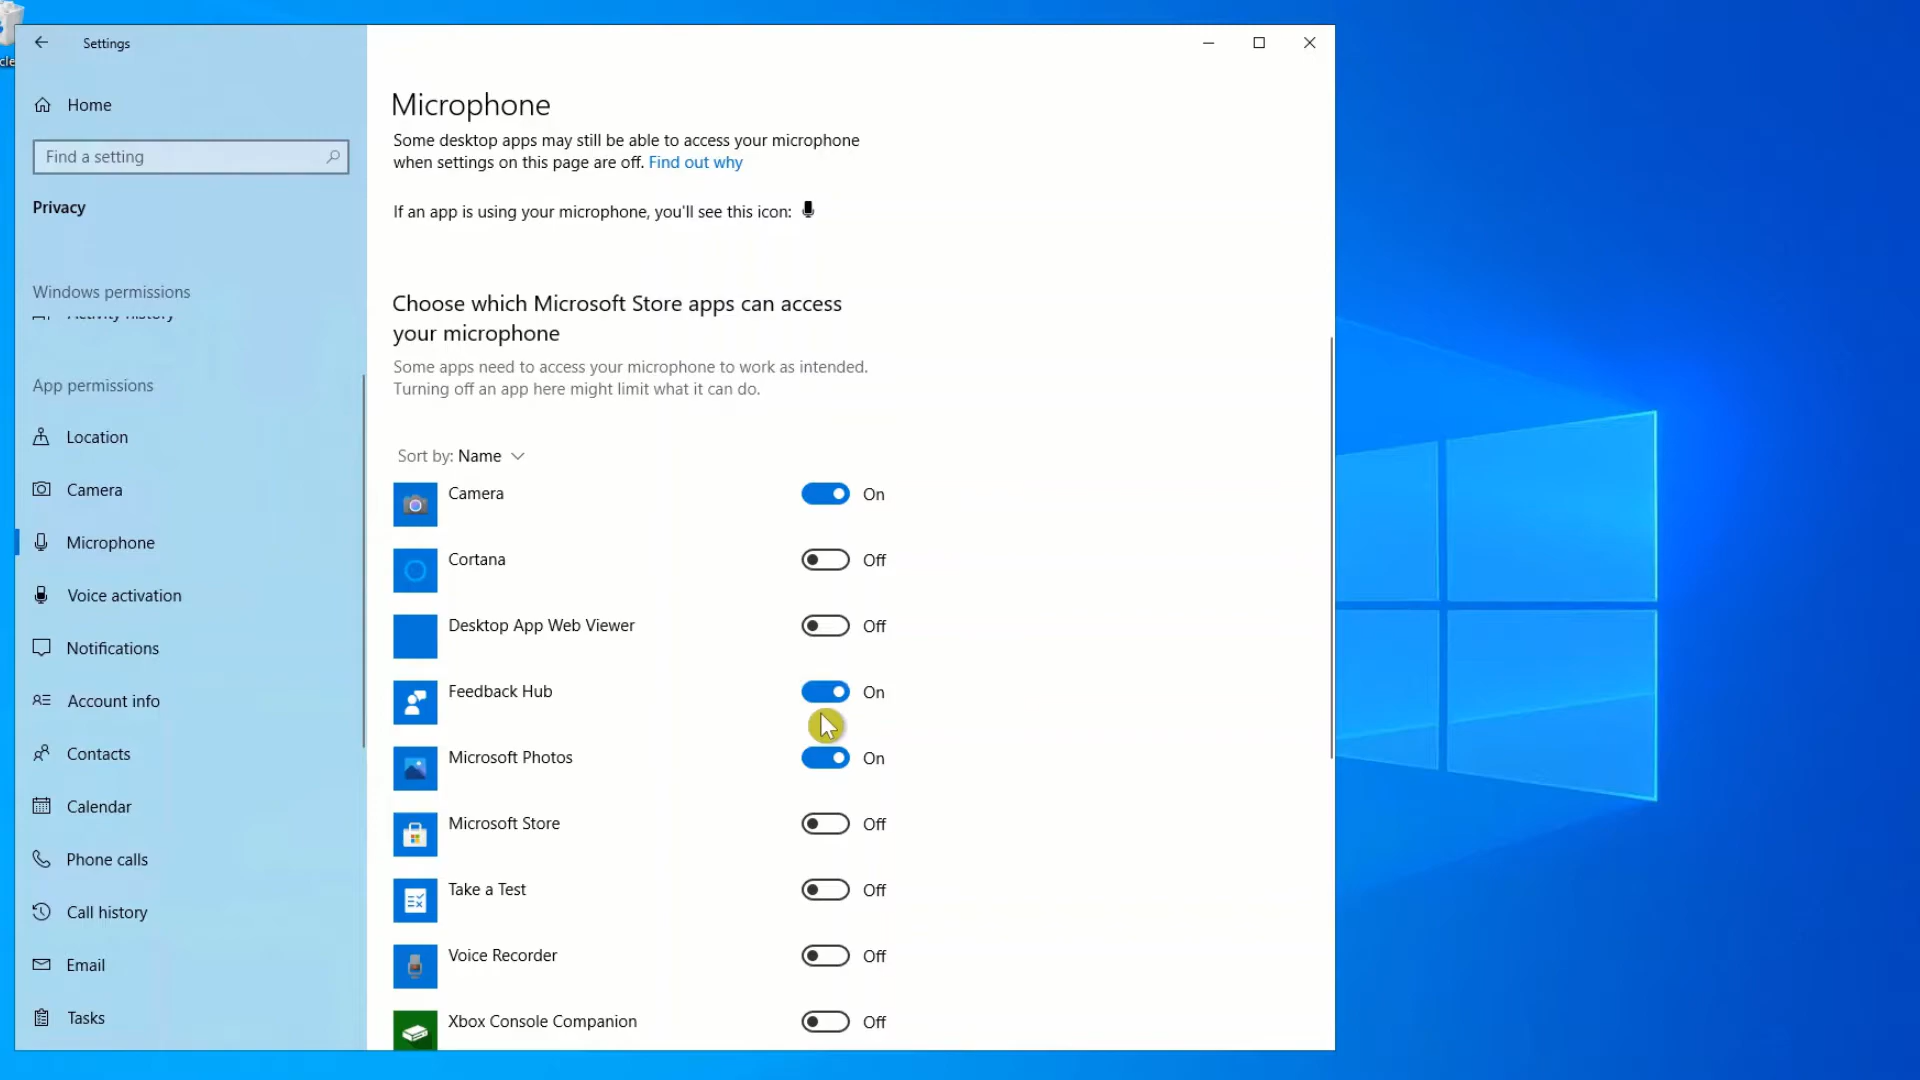 cle
Settings
Home
Find a setting
Privacy
Windows permissions
Activity history
App permissions
Location
Camera
Microphone
Voice activation
Notifications
Account info
Contacts
Calendar
Phone calls
Call history
Email
Tasks
Microphone
Some desktop apps may still be able to access your microphone
when settings on this page are off. Find out why
If an app is using your microphone, you'll see this icon:
Choose which Microsoft Store apps can access
your microphone
Some apps need to access your microphone to work as intended.
Turning off an app here might limit what it can do.
Sort by: Name
Camera On
Cortana Off
Desktop App Web Viewer Off
Feedback Hub On
Microsoft Photos On
Microsoft Store Off
Take a Test Off
Voice Recorder Off
Xbox Console Companion Off